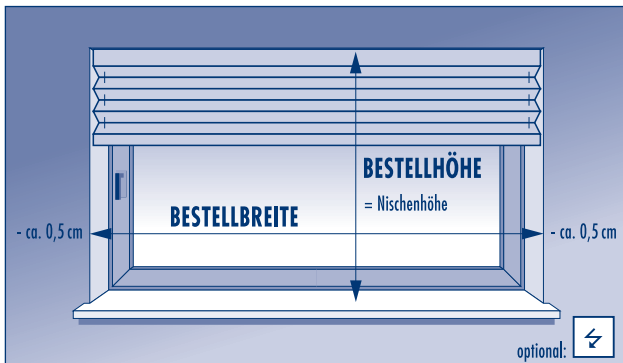 BESTELLHÖHE
= Nischenhöhe
BESTELLBREITE
- ca. 0,5 cm
- ca. 0,5 cm
optional: